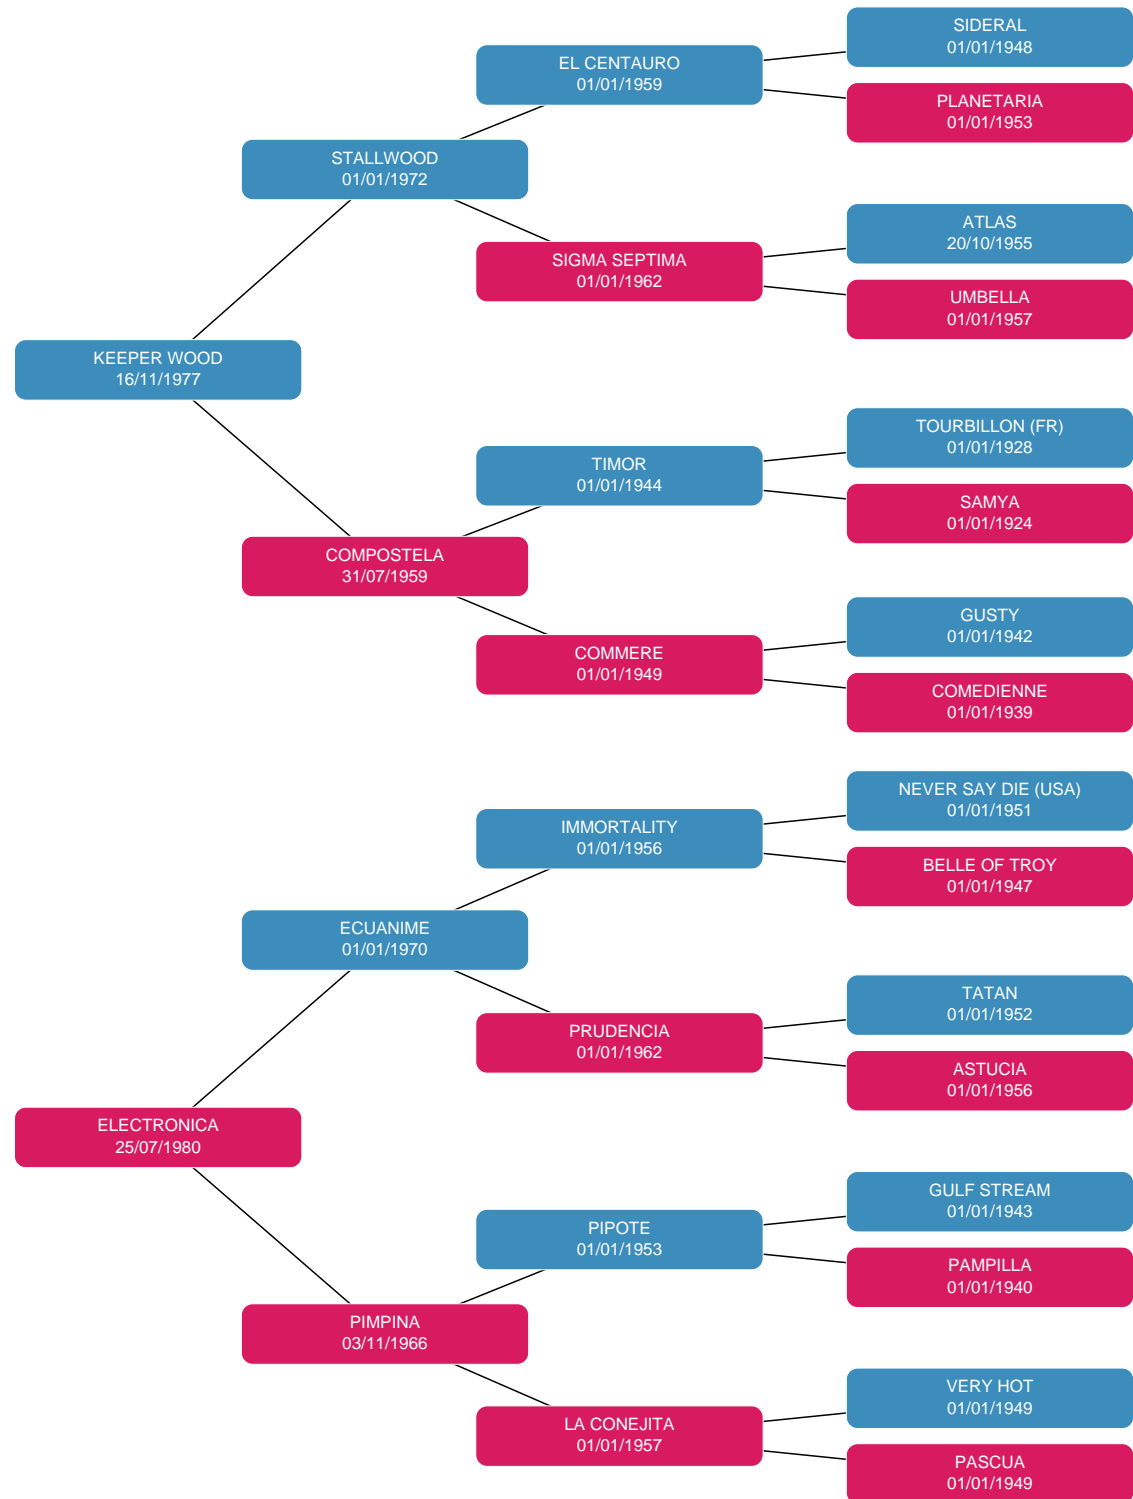 SIDERAL
01/01/1948
EL CENTAURO
01/01/1959
PLANETARIA
01/01/1953
STALLWOOD
01/01/1972
ATLAS
20/10/1955
SIGMA SEPTIMA
01/01/1962
UMBELLA
01/01/1957
KEEPER WOOD
16/11/1977
TOURBILLON (FR)
01/01/1928
TIMOR
01/01/1944
SAMYA
01/01/1924
COMPOSTELA
31/07/1959
GUSTY
01/01/1942
COMMERE
01/01/1949
COMEDIENNE
01/01/1939
NEVER SAY DIE (USA)
01/01/1951
IMMORTALITY
01/01/1956
BELLE OF TROY
01/01/1947
ECUANIME
01/01/1970
TATAN
01/01/1952
PRUDENCIA
01/01/1962
ASTUCIA
01/01/1956
ELECTRONICA
25/07/1980
GULF STREAM
01/01/1943
PIPOTE
01/01/1953
PAMPILLA
01/01/1940
PIMPINA
03/11/1966
VERY HOT
01/01/1949
LA CONEJITA
01/01/1957
PASCUA
01/01/1949